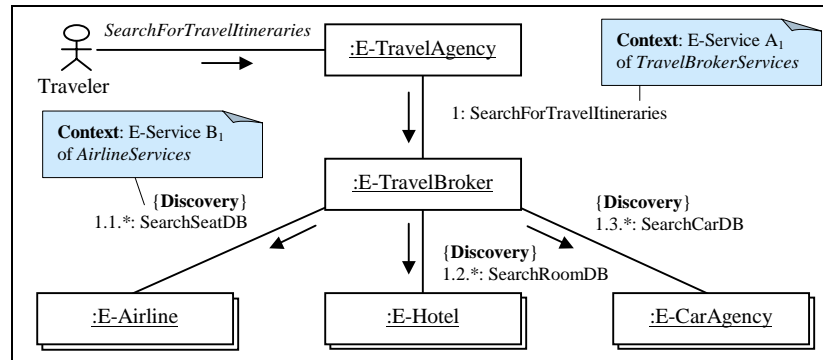 SearchForTravelItineraries
:E-TravelAgency
Context: E-Service A₁
of TravelBrokerServices
Traveler
1: SearchForTravelItineraries
Context: E-Service B₁
of AirlineServices
:E-TravelBroker
{Discovery}
1.1.*: SearchSeatDB
{Discovery}
1.3.*: SearchCarDB
{Discovery}
1.2.*: SearchRoomDB
:E-Airline
:E-Hotel
:E-CarAgency